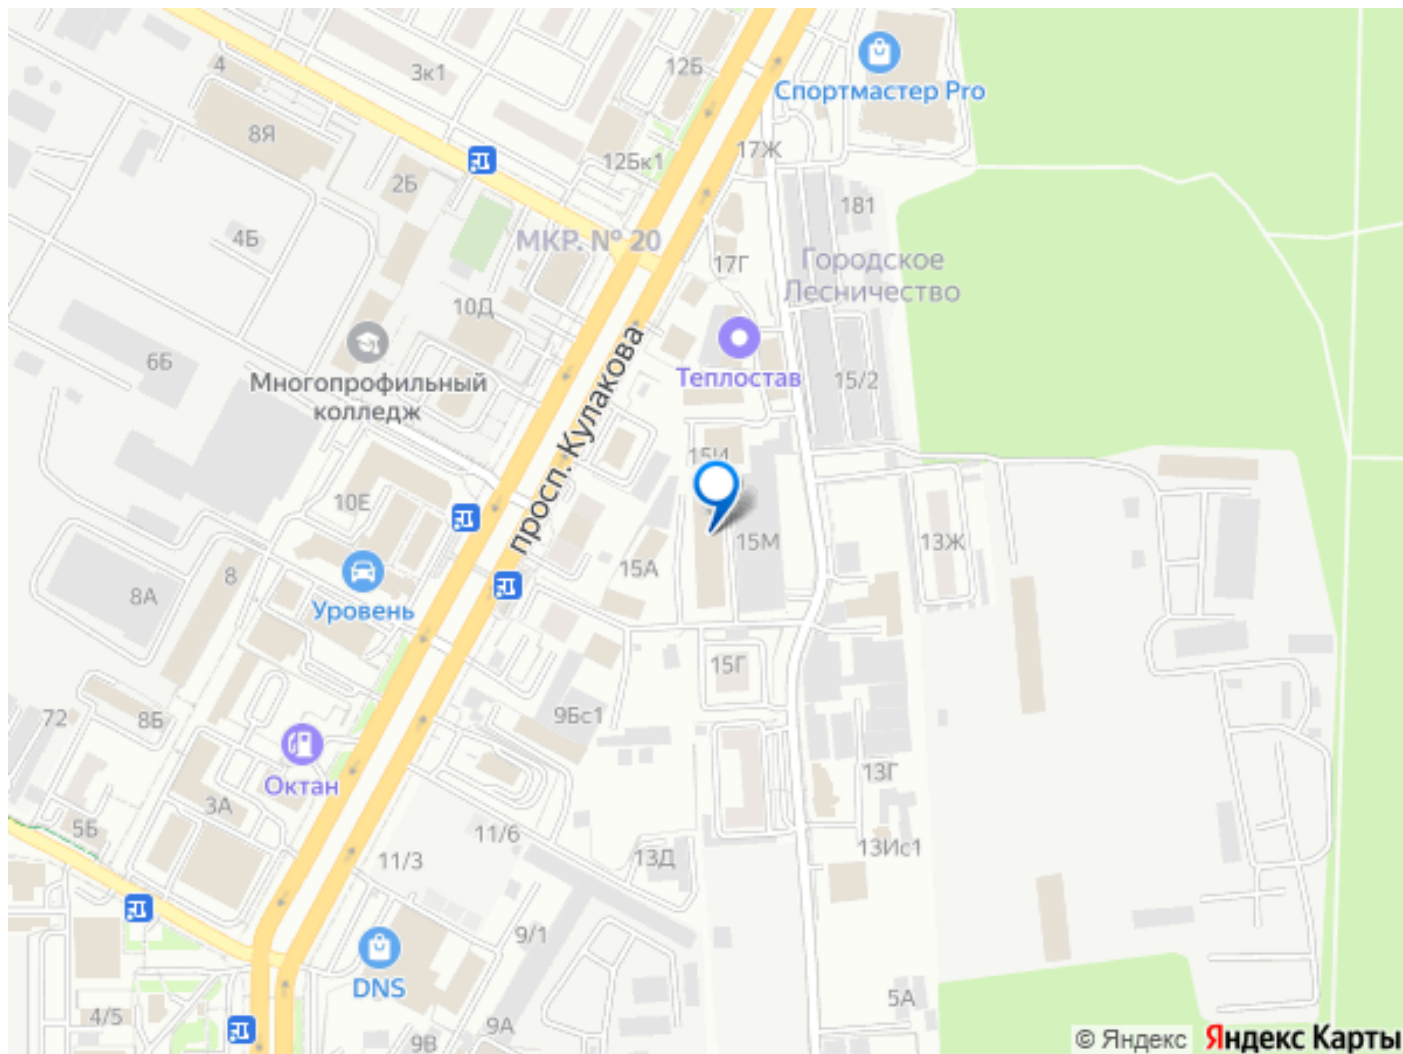 4
3к1
12Б
Спортмастер Pro
8Я
12Бк1
17Ж
2Б
181
4Б
МКР. № 20
17Г
Городское
Лесничество
10Д
6Б
Теплостав
15/2
Многопрофильный
колледж
просп. Кулакова
15И
10Е
15М
13Ж
15А
8
8А
Уровень
15Г
72
8Б
9Бс1
Октан
13Г
3А
5Б
11/6
11/3
13Д
13Ис1
9/1
DNS
5А
4/5
9А
9В
© Яндекс
Яндекс Карты